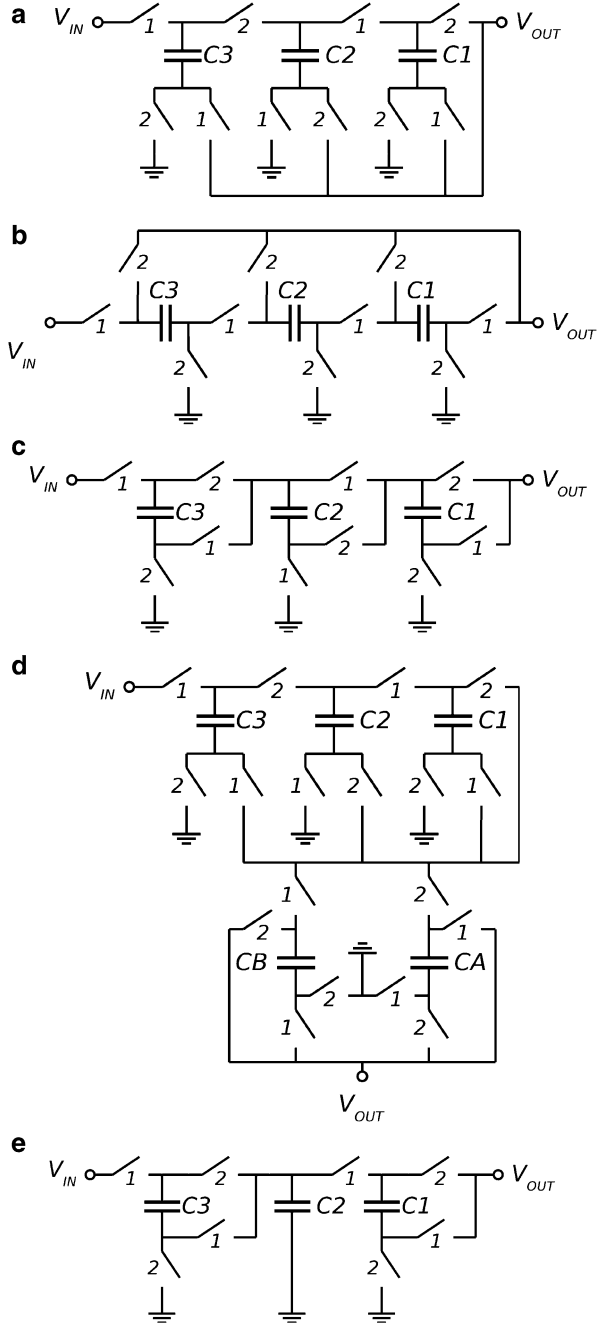 a
V_IN 1 2 1 2 V_OUT
C3 C2 C1
2 1 1 2 2 1
b
2 2 2
C3 C2 C1
1 1 1 1
V_IN V_OUT
2 2 2
c
V_IN 1 2 1 2 V_OUT
C3 C2 C1
1 2 1
2 1 2
d
V_IN 1 2 1 2
C3 C2 C1
2 1 1 2 2 1
1 2
2 1
CB CA
2 1
1 2
V_OUT
e
V_IN 1 2 1 2 V_OUT
C3 C2 C1
1 1
2 2